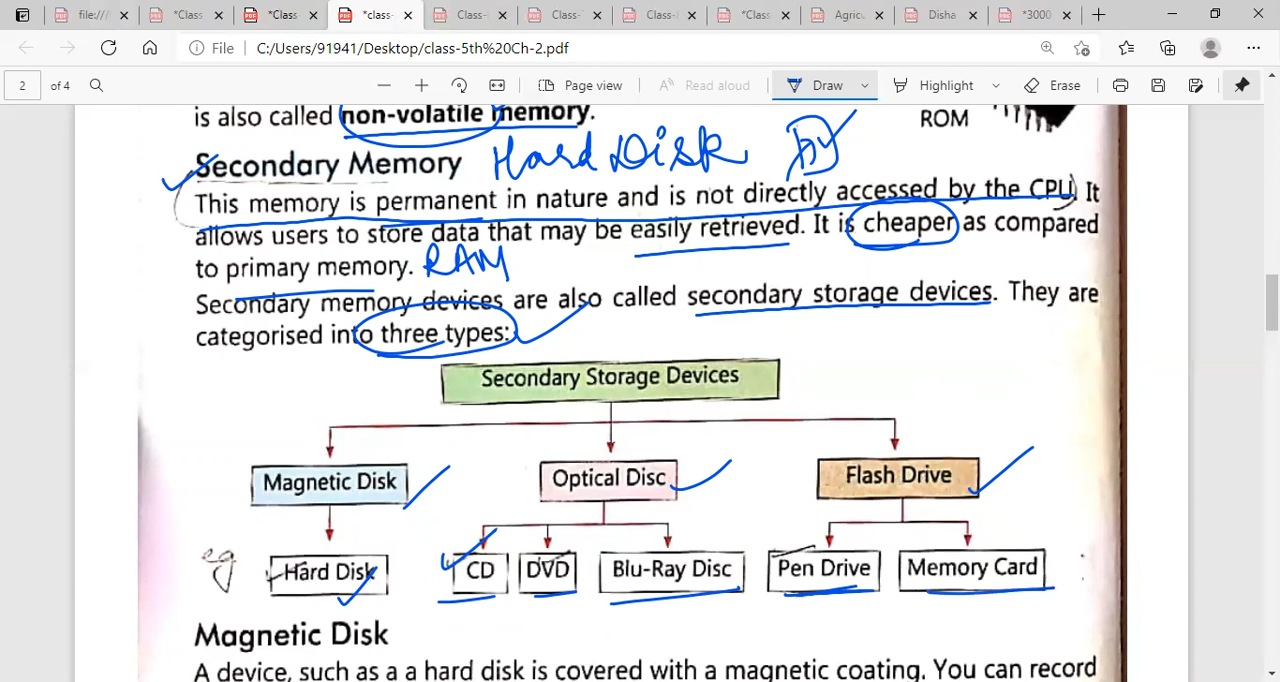 file:///
*Class
*Class-
*class-
Class-
Class-
Class-I
*Class
Agricu
Disha
*3000
File
C:/Users/91941/Desktop/class-5th%20Ch-2.pdf
2 of 4
Page view
Read aloud
Draw
Highlight
Erase
is also called non-volatile memory.
ROM
Secondary Memory Hard Disk
This memory is permanent in nature and is not directly accessed by the CPU. It
allows users to store data that may be easily retrieved. It is cheaper as compared
to primary memory. RAM
Secondary memory devices are also called secondary storage devices. They are
categorised into three types:
Secondary Storage Devices
Magnetic Disk
Optical Disc
Flash Drive
eg
Hard Disk
CD
DVD
Blu-Ray Disc
Pen Drive
Memory Card
Magnetic Disk
A device, such as a a hard disk is covered with a magnetic coating. You can record